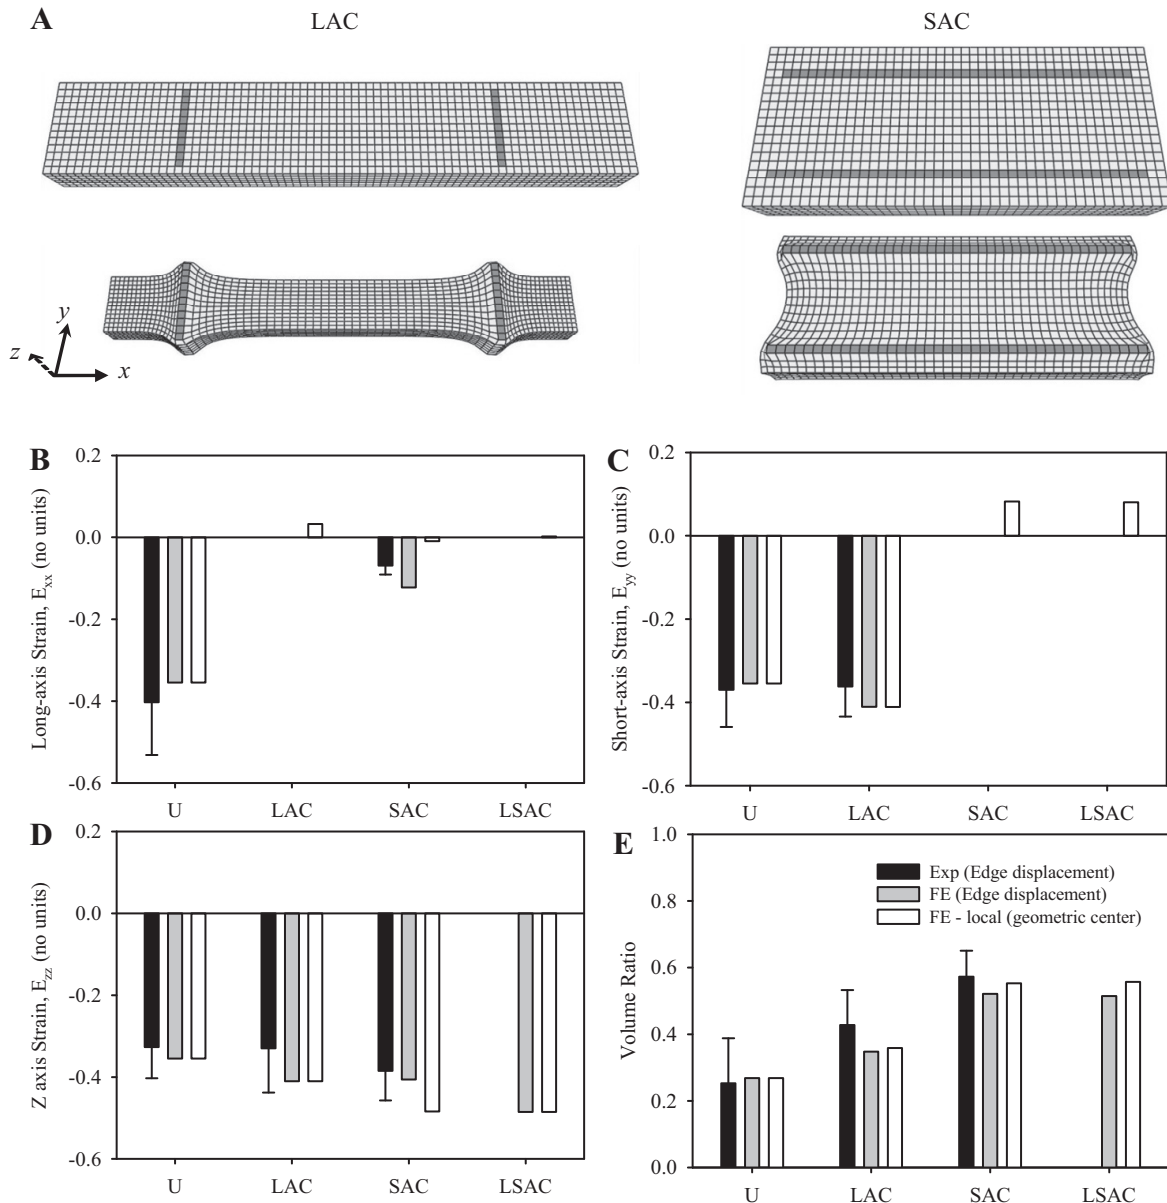 A
LAC
SAC
y
z
x
B
Long-axis Strain, Exx (no units)
0.2
0.0
-0.2
-0.4
-0.6
U
LAC
SAC
LSAC
C
Short-axis Strain, Eyy (no units)
0.2
0.0
-0.2
-0.4
-0.6
U
LAC
SAC
LSAC
D
Z axis Strain, Ezz (no units)
0.2
0.0
-0.2
-0.4
-0.6
U
LAC
SAC
LSAC
E
Volume Ratio
1.0
0.8
0.6
0.4
0.2
0.0
Exp (Edge displacement)
FE (Edge displacement)
FE - local (geometric center)
U
LAC
SAC
LSAC